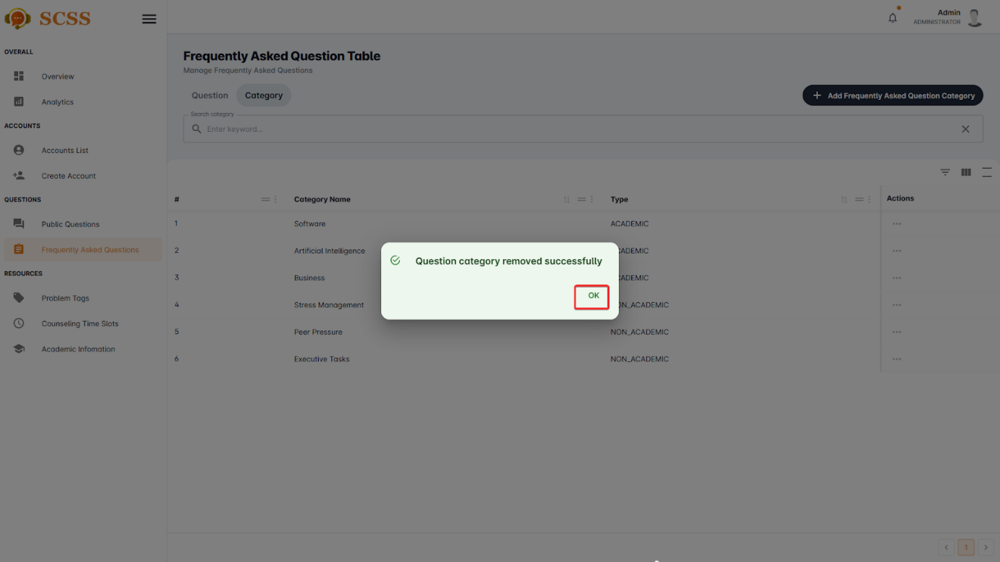 SCSS
Admin
ADMINISTRATOR
OVERALL
Overview
Analytics
ACCOUNTS
Accounts List
Create Account
QUESTIONS
Public Questions
Frequently Asked Questions
RESOURCES
Problem Tags
Counseling Time Slots
Academic Infomation
Frequently Asked Question Table
Manage Frequently Asked Questions
Question Category
+ Add Frequently Asked Question Category
Search category
Enter keyword...
# Category Name Type Actions
1 Software ACADEMIC
2 Artificial Intelligence CADEMIC
3 Business CADEMIC
4 Stress Management ON_ACADEMIC
5 Peer Pressure NON_ACADEMIC
6 Executive Tasks NON_ACADEMIC
Question category removed successfully
OK
1